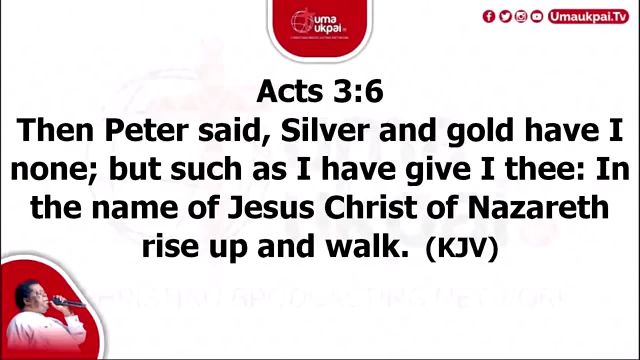 uma
ukpai
Umaukpai.Tv
Acts 3:6
Then Peter said, Silver and gold have I
none; but such as I have give I thee: In
the name of Jesus Christ of Nazareth
rise up and walk. (KJV)